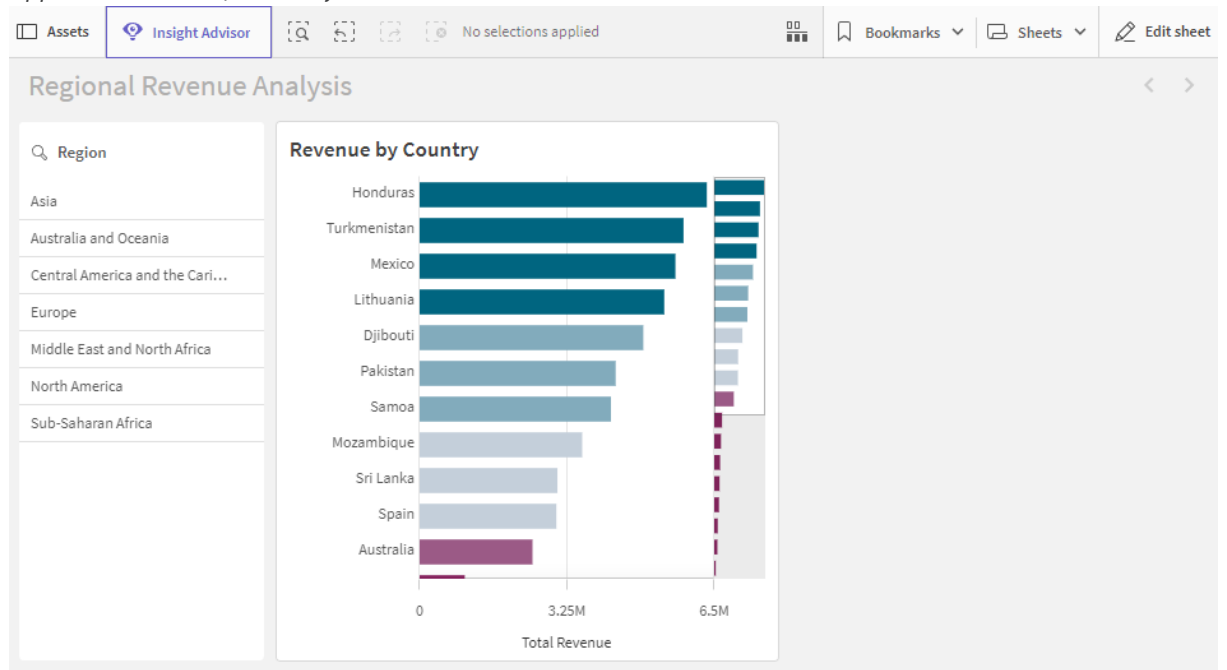 Assets
Insight Advisor
No selections applied
Bookmarks
Sheets
Edit sheet
Regional Revenue Analysis
Region
Asia
Australia and Oceania
Central America and the Cari...
Europe
Middle East and North Africa
North America
Sub-Saharan Africa
Revenue by Country
Honduras
Turkmenistan
Mexico
Lithuania
Djibouti
Pakistan
Samoa
Mozambique
Sri Lanka
Spain
Australia
0 3.25M 6.5M
Total Revenue